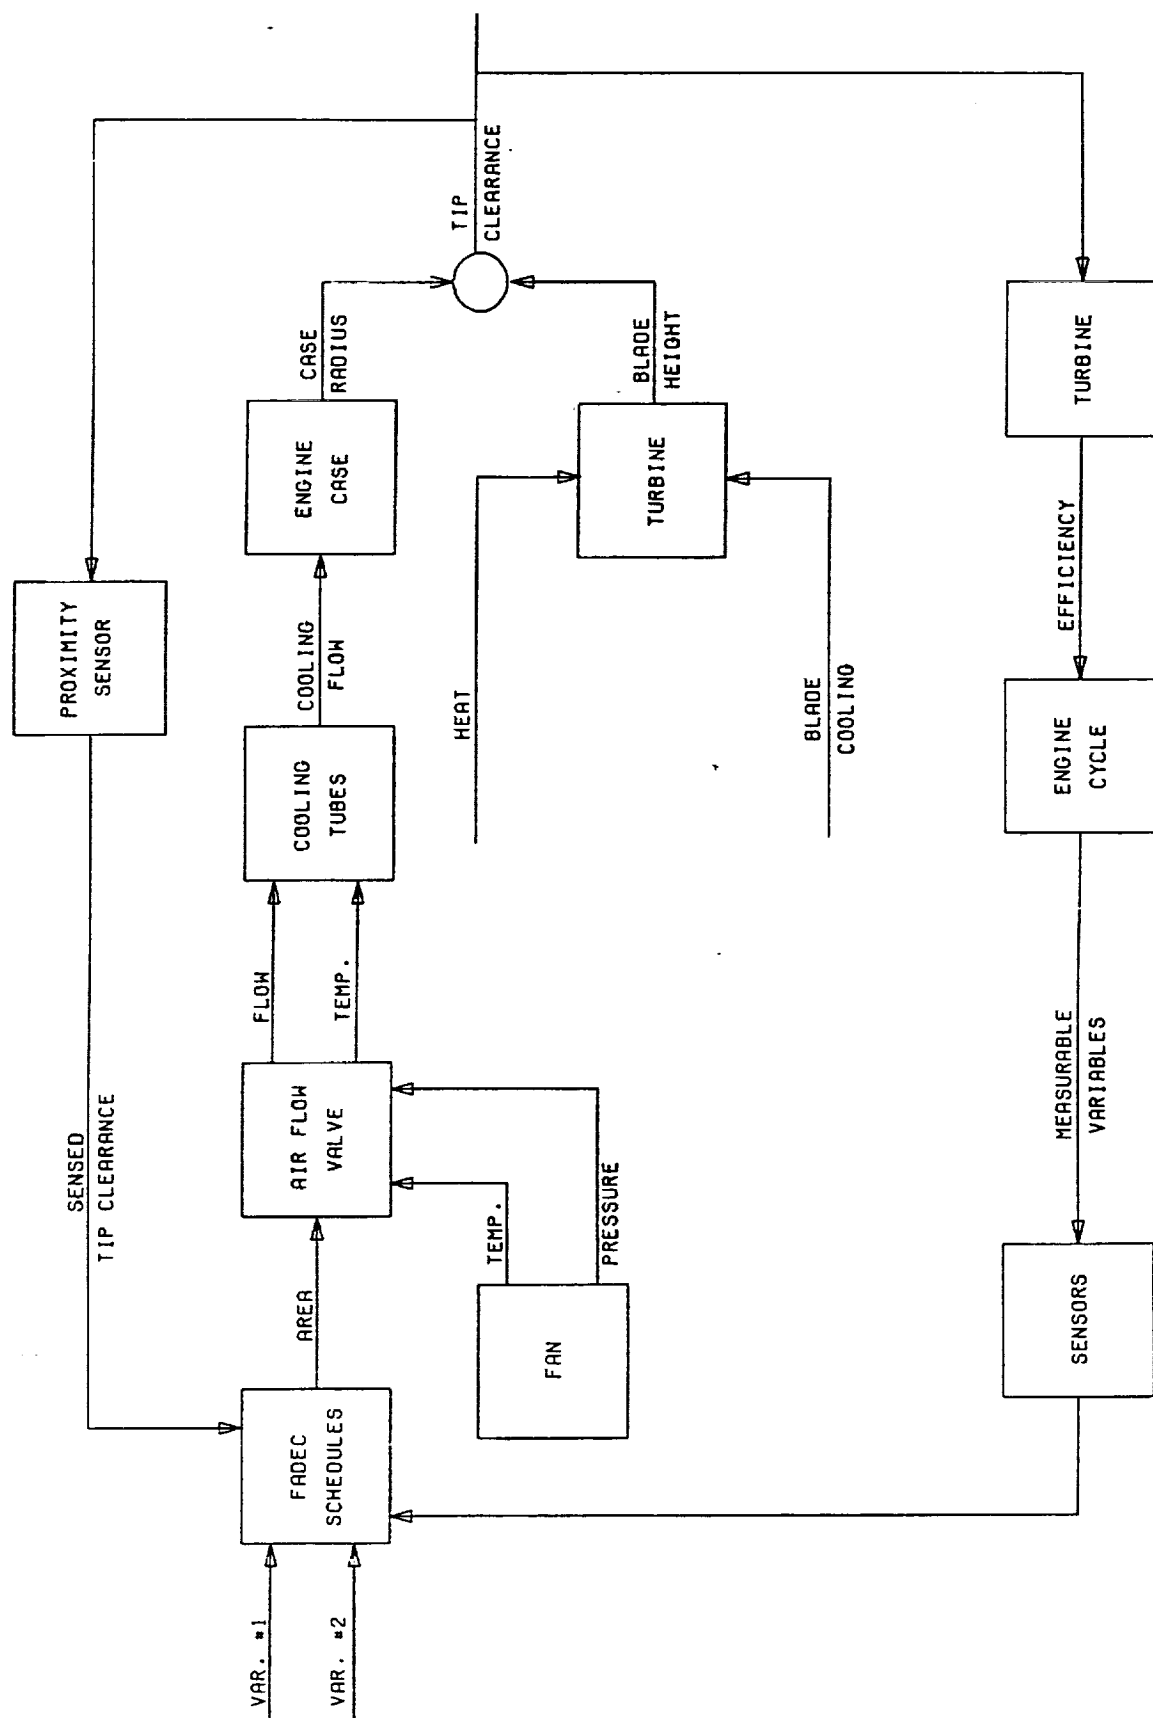 PROXIMITY
SENSOR
SENSED
TIP CLEARANCE
VAR. #1
VAR. #2
FADEC
SCHEDULES
AREA
AIR FLOW
VALVE
FLOW
TEMP.
COOLING
TUBES
COOLING
FLOW
ENGINE
CASE
CASE
RADIUS
TIP
CLEARANCE
FAN
TEMP.
PRESSURE
HEAT
BLADE
COOLING
TURBINE
BLADE
HEIGHT
SENSORS
MEASURABLE
VARIABLES
ENGINE
CYCLE
EFFICIENCY
TURBINE